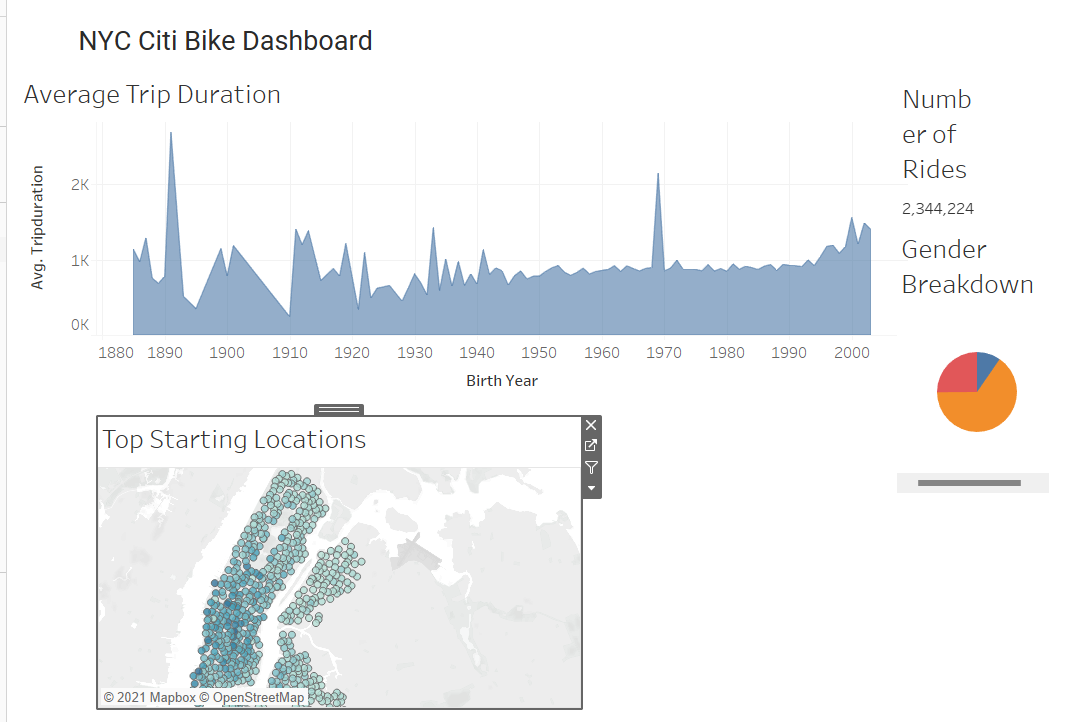 NYC Citi Bike Dashboard
Average Trip Duration
Avg. Tripduration
2K
1K
0K
1880 1890 1900 1910 1920 1930 1940 1950 1960 1970 1980 1990 2000
Birth Year
Numb
er of
Rides
2,344,224
Gender
Breakdown
Top Starting Locations
© 2021 Mapbox © OpenStreetMap